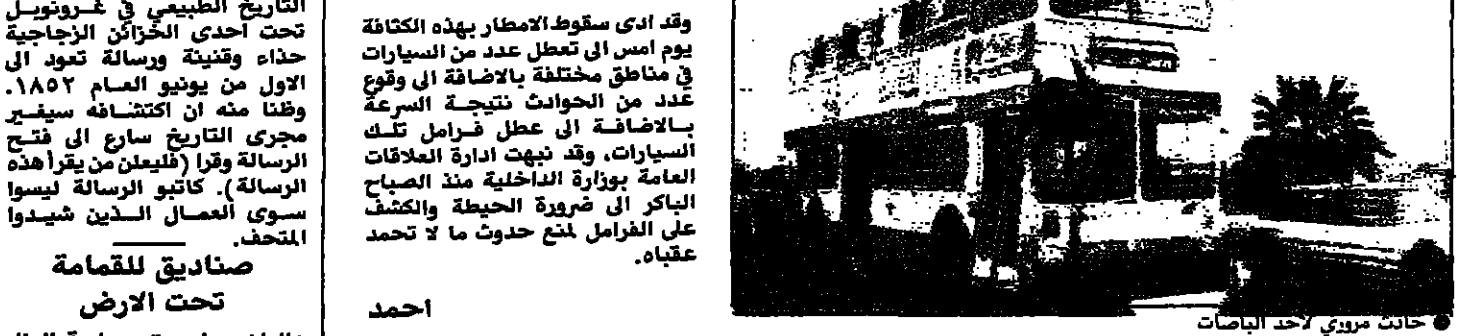 وقد ادى سقوط الامطار بهذه الكثافة
يوم امس الى تعطل عدد من السيارات
في مناطق مختلفة بالاضافة الى وقوع
عدد من الحوادث نتيجة السرعة
بالاضافة الى عطل فرامل تلك
السيارات، وقد نبهت ادارة العلاقات
العامة بوزارة الداخلية منذ الصباح
الباكر الى ضرورة الحيطة والكشف
على الفرامل لمنع حدوث ما لا تحمد
عقباه.
احمد
حادث مروري لاحد الباصات
التاريخ الطبيعي في غرونوبل
تحت احدى الخزائن الزجاجية
حذاء وقنينة ورسالة تعود الى
الاول من يونيو العام ١٨٥٢.
وظنا منه ان اكتشافه سيغير
مجرى التاريخ سارع الى فتح
الرسالة وقرا (فليعلن من يقرأ هذه
الرسالة). كاتبو الرسالة ليسوا
سوى العمال الذين شيدوا
المتحف.
صناديق للقمامة
تحت الارض